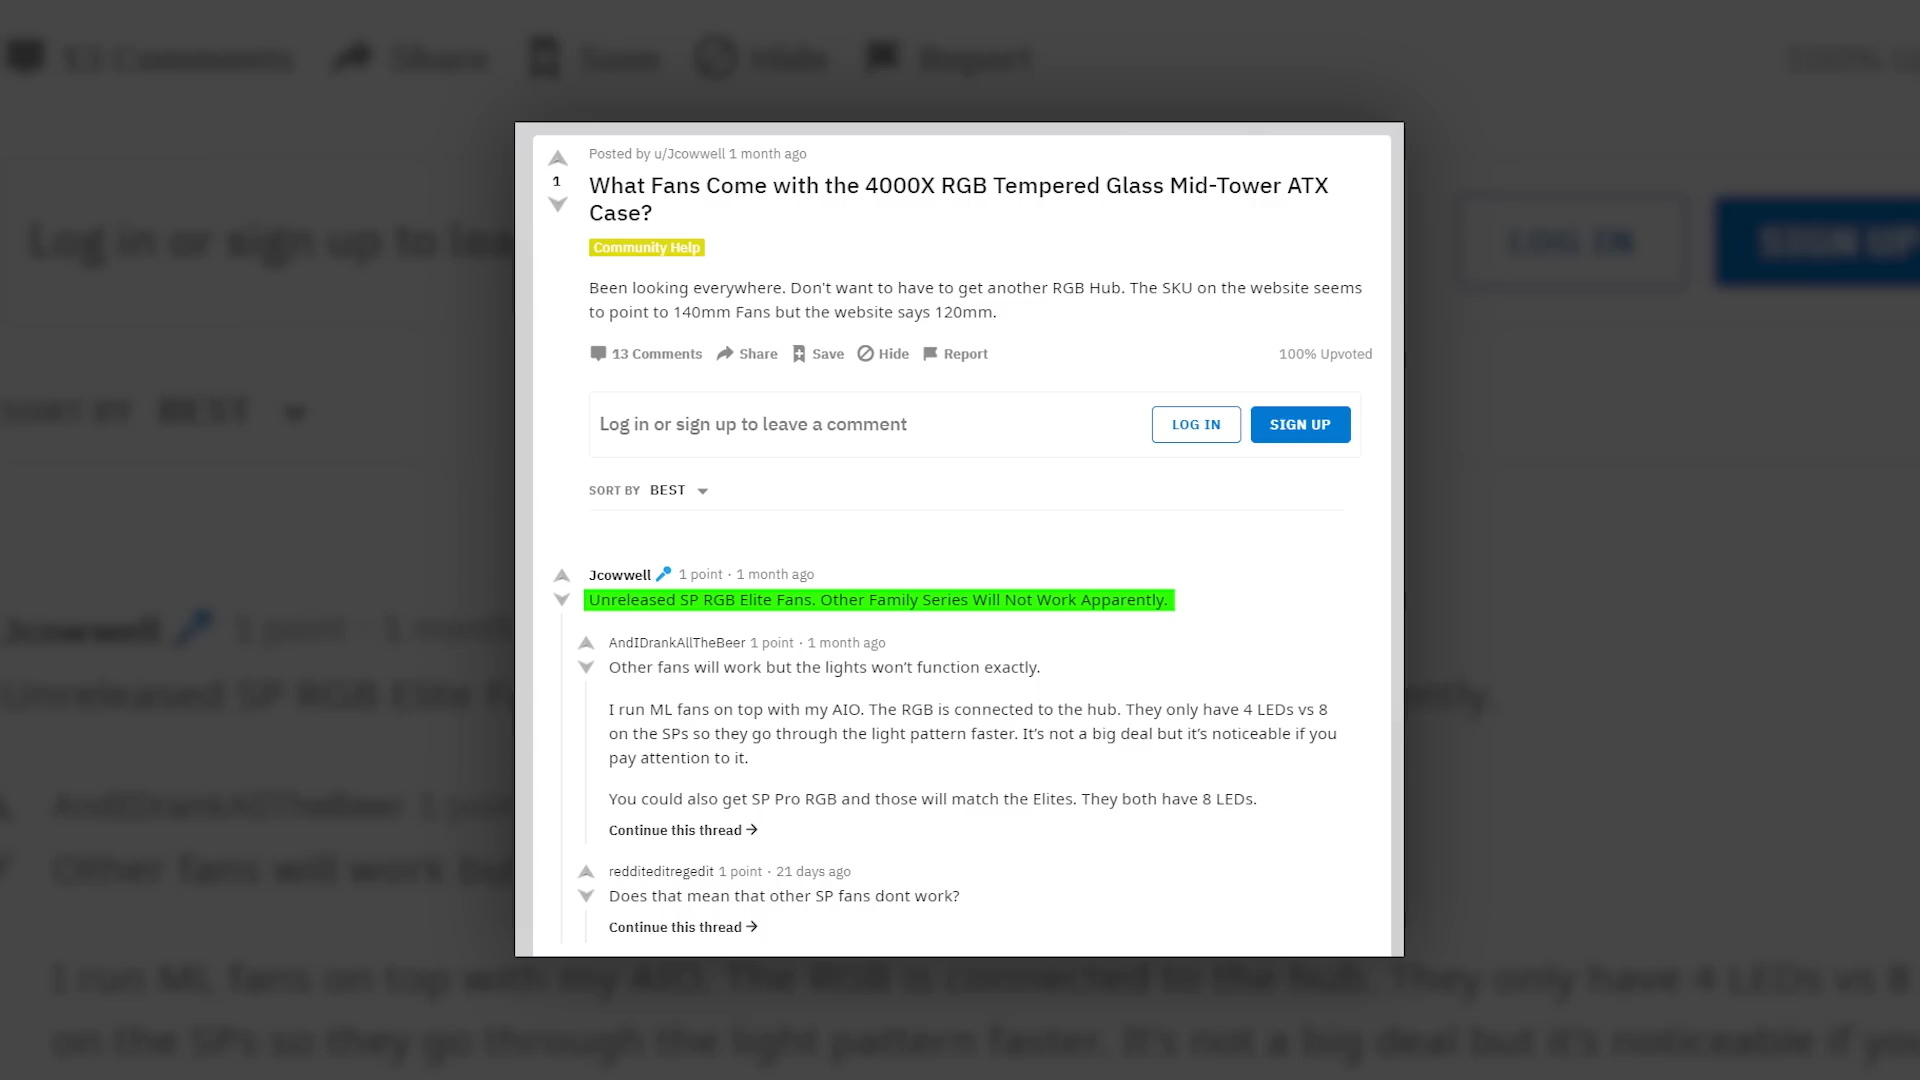 13 Comments Share Save Hide Report
Posted by u/Jcowwell 1 month ago
1
What Fans Come with the 4000X RGB Tempered Glass Mid-Tower ATX
Case?
Community Help
Been looking everywhere. Don't want to have to get another RGB Hub. The SKU on the website seems
to point to 140mm Fans but the website says 120mm.
13 Comments Share Save Hide Report 100% Upvoted
Log in or sign up to leave a comment LOG IN SIGN UP
SORT BY BEST
Jcowwell 1 point · 1 month ago
Unreleased SP RGB Elite Fans. Other Family Series Will Not Work Apparently.
AndIDrankAllTheBeer 1 point · 1 month ago
Other fans will work but the lights won’t function exactly.
I run ML fans on top with my AIO. The RGB is connected to the hub. They only have 4 LEDs vs 8
on the SPs so they go through the light pattern faster. It’s not a big deal but it’s noticeable if you
pay attention to it.
You could also get SP Pro RGB and those will match the Elites. They both have 8 LEDs.
Continue this thread →
redditeditregedit 1 point · 21 days ago
Does that mean that other SP fans dont work?
Continue this thread →